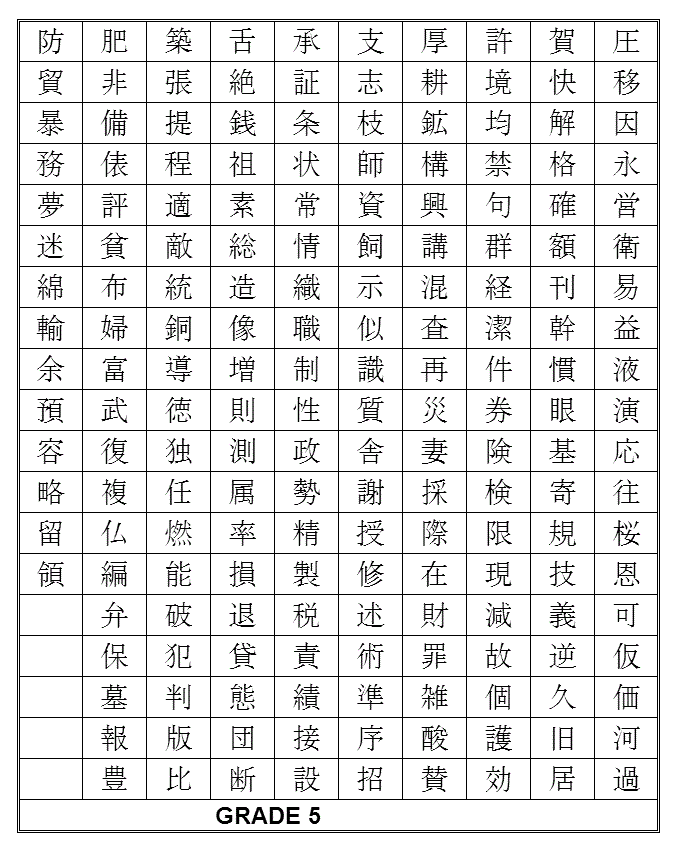 防 肥 築 舌 承 支 厚 許 賀 圧
貿 非 張 絶 証 志 耕 境 快 移
暴 備 提 銭 条 枝 鉱 均 解 因
務 俵 程 祖 状 師 構 禁 格 永
夢 評 適 素 常 資 興 句 確 営
迷 貧 敵 総 情 飼 講 群 額 衛
綿 布 統 造 織 示 混 経 刊 易
輸 婦 銅 像 職 似 査 潔 幹 益
余 富 導 増 制 識 再 件 慣 液
預 武 徳 則 性 質 災 券 眼 演
容 復 独 測 政 舎 妻 険 基 応
略 複 任 属 勢 謝 採 検 寄 往
留 仏 燃 率 精 授 際 限 規 桜
領 編 能 損 製 修 在 現 技 恩
弁 破 退 税 述 財 減 義 可
保 犯 貸 責 術 罪 故 逆 仮
墓 判 態 績 準 雑 個 久 価
報 版 団 接 序 酸 護 旧 河
豊 比 断 設 招 賛 効 居 過
GRADE 5